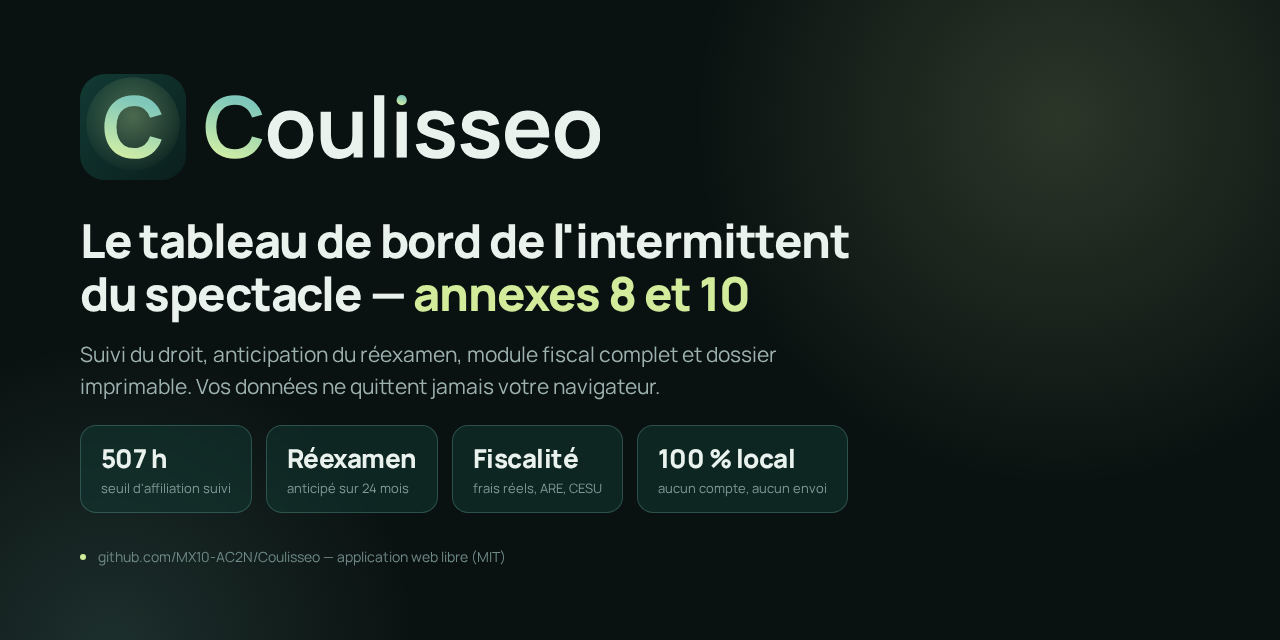 C Coulisseo
Le tableau de bord de l'intermittent
du spectacle — annexes 8 et 10
Suivi du droit, anticipation du réexamen, module fiscal complet et dossier
imprimable. Vos données ne quittent jamais votre navigateur.
507 h
seuil d'affiliation suivi
Réexamen
anticipé sur 24 mois
Fiscalité
frais réels, ARE, CESU
100 % local
aucun compte, aucun envoi
github.com/MX10-AC2N/Coulisseo — application web libre (MIT)